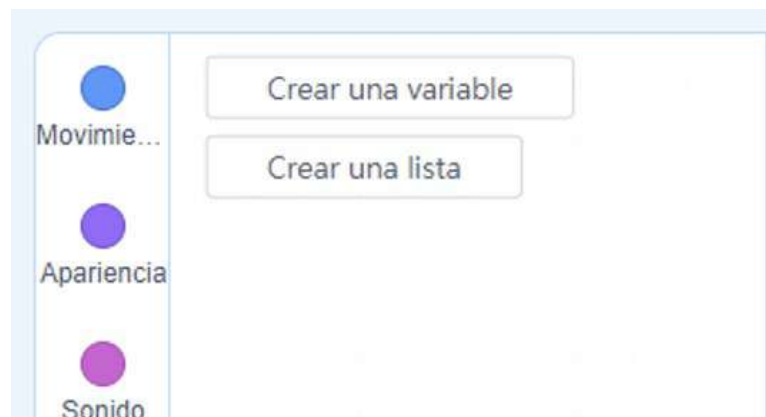 Crear una variable
Movimie...
Crear una lista
Apariencia
Sonido